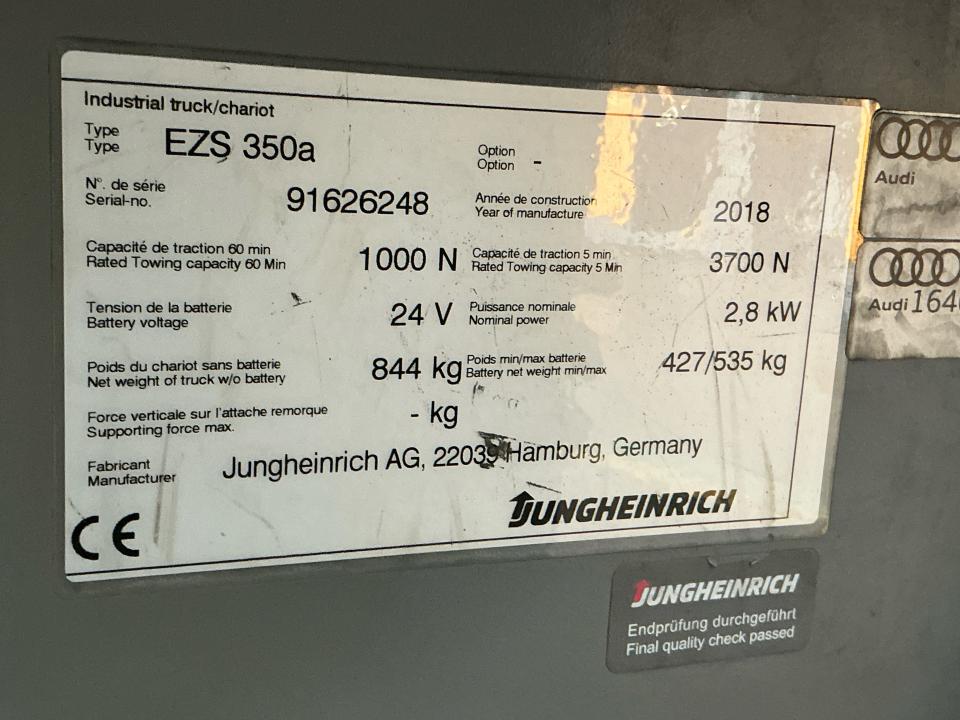 Industrial truck/chariot
Type
Type
EZS 350a
Option
Option
-
N°. de série
Serial-no.
91626248
Année de construction
Year of manufacture
2018
Capacité de traction 60 min
Rated Towing capacity 60 Min
1000 N
Capacité de traction 5 min
Rated Towing capacity 5 Min
3700 N
Tension de la batterie
Battery voltage
24 V
Puissance nominale
Nominal power
2,8 kW
Poids du chariot sans batterie
Net weight of truck w/o battery
844 kg
Poids min/max batterie
Battery net weight min/max
427/535 kg
Force verticale sur l'attache remorque
Supporting force max.
- kg
Fabricant
Manufacturer
Jungheinrich AG, 22039 Hamburg, Germany
JUNGHEINRICH
CE
Audi
Audi 164
JUNGHEINRICH
Endprüfung durchgeführt
Final quality check passed